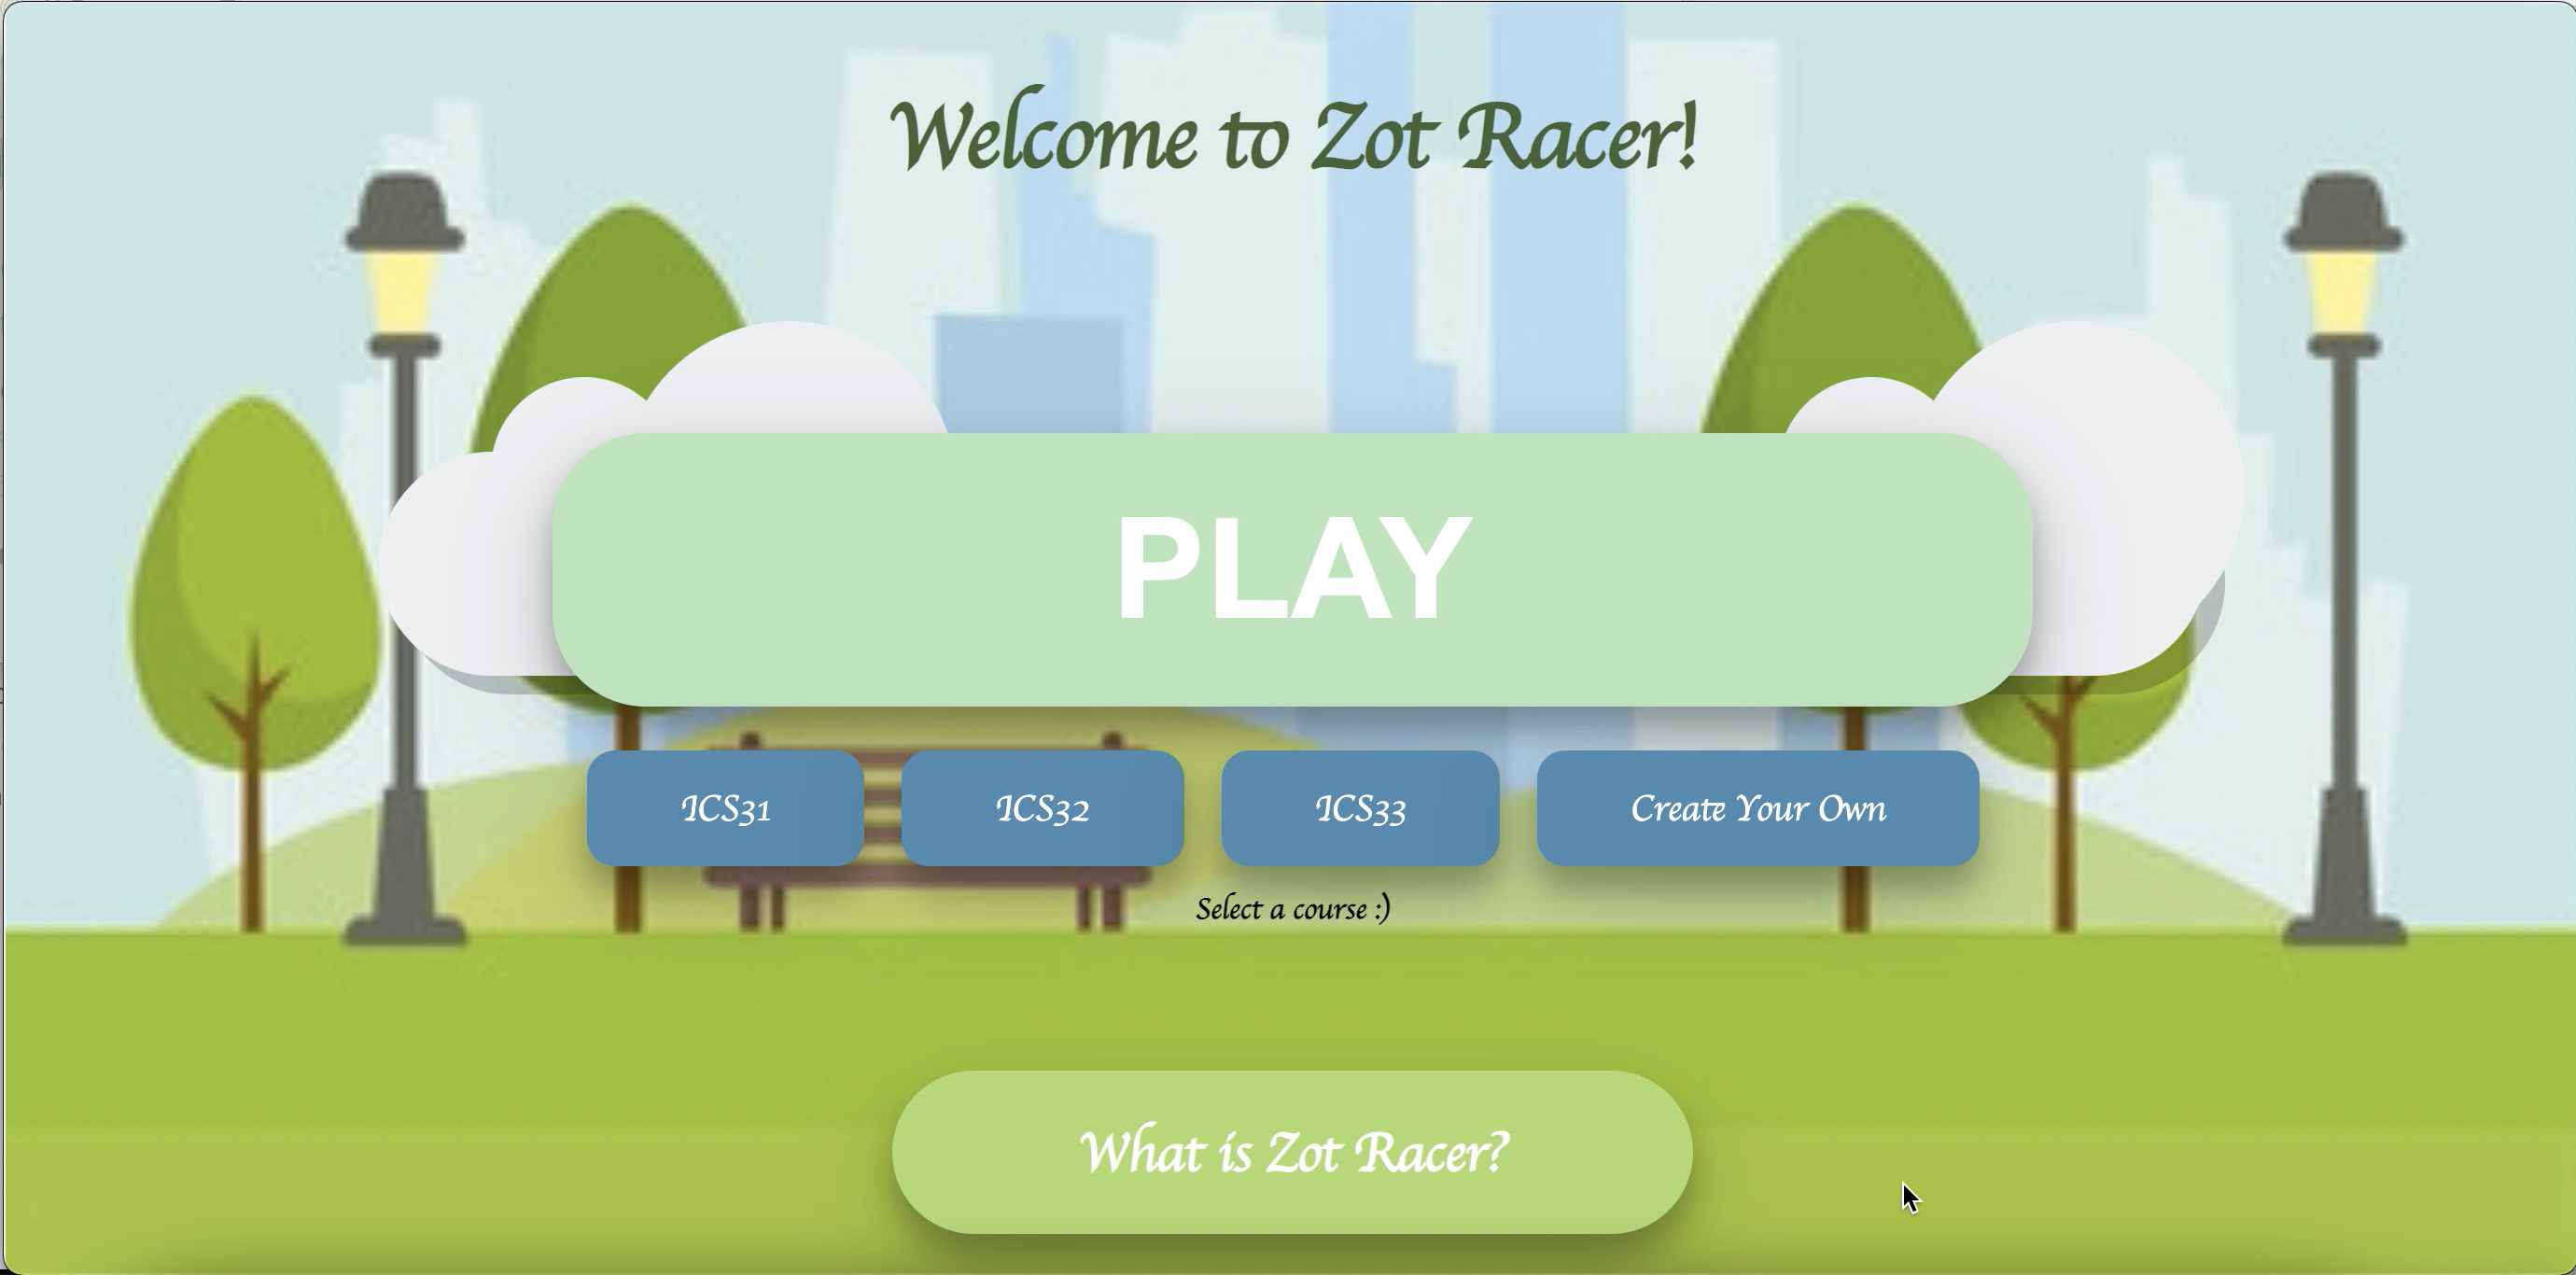 Welcome to Zot Racer!
PLAY
ICS31 ICS32 ICS33 Create Your Own
Select a course :)
What is Zot Racer?